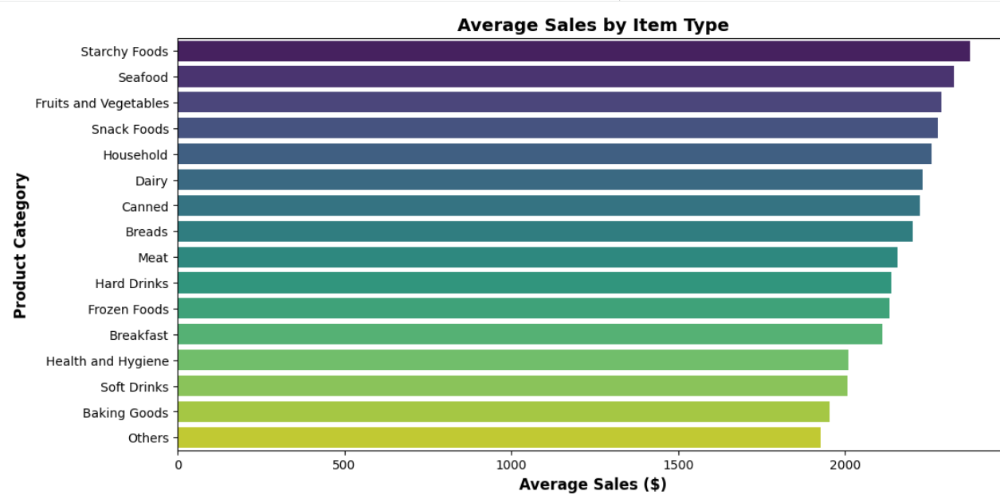 Average Sales by Item Type
Product Category
Starchy Foods
Seafood
Fruits and Vegetables
Snack Foods
Household
Dairy
Canned
Breads
Meat
Hard Drinks
Frozen Foods
Breakfast
Health and Hygiene
Soft Drinks
Baking Goods
Others
0 500 1000 1500 2000
Average Sales ($)